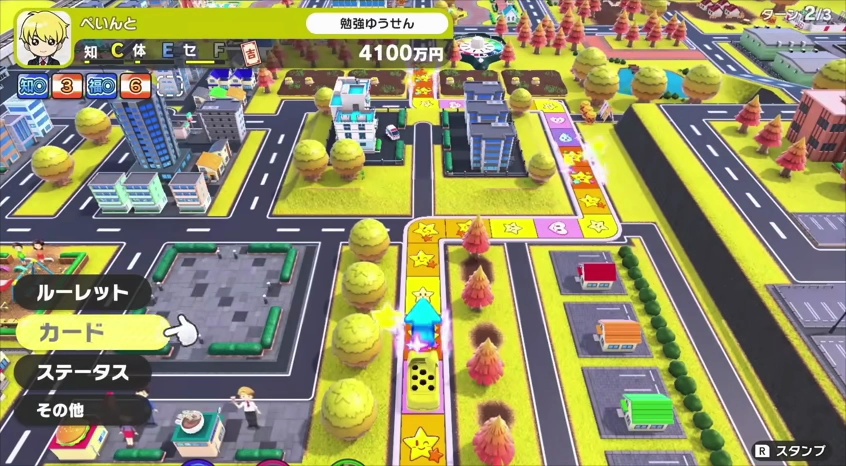 ぺいんと
勉強ゆうせん
ターン 2/3
知 C 体 E セ F 吉
4100万円
知◎ 3 福◎ 6
ルーレット
カード
ステータス
その他
R スタンプ